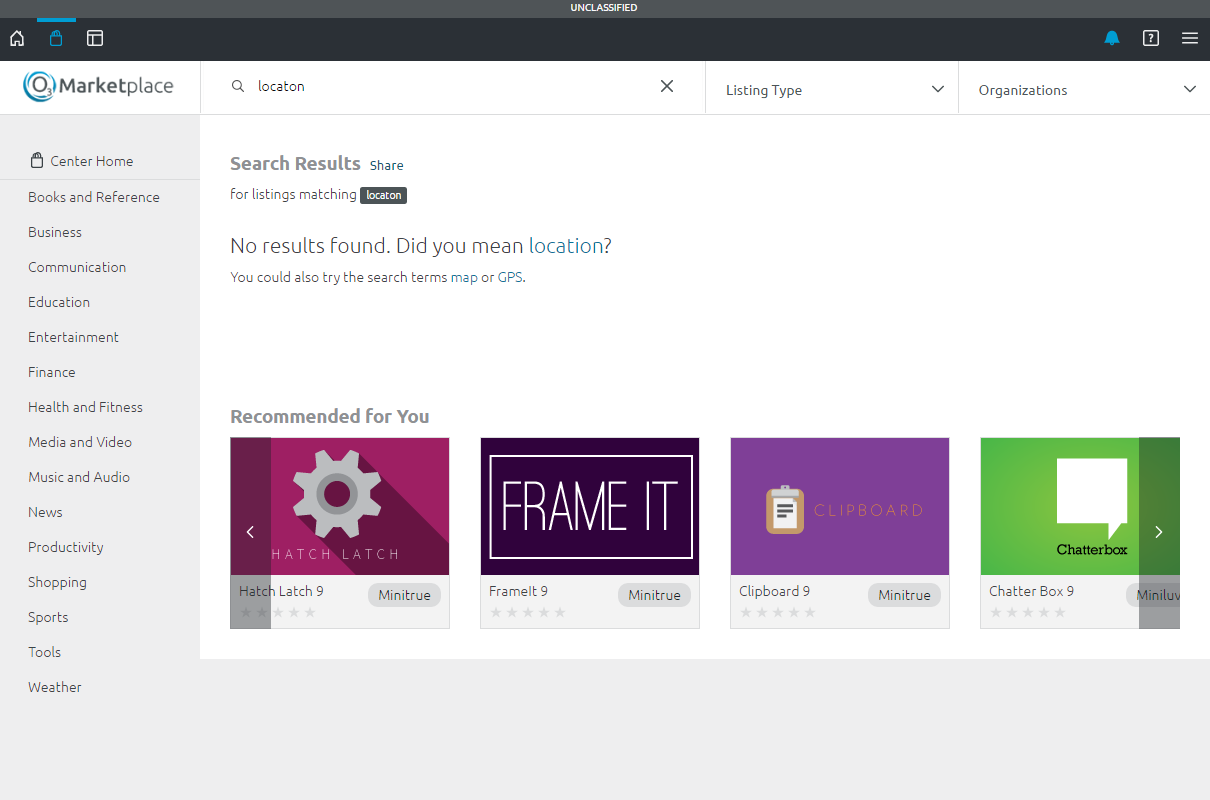 UNCLASSIFIED
O3 Marketplace
locaton
Listing Type
Organizations
Center Home
Books and Reference
Business
Communication
Education
Entertainment
Finance
Health and Fitness
Media and Video
Music and Audio
News
Productivity
Shopping
Sports
Tools
Weather
Search Results Share
for listings matching locaton
No results found. Did you mean location?
You could also try the search terms map or GPS.
Recommended for You
HATCH LATCH
Hatch Latch 9 Minitrue
FRAME IT
FrameIt 9 Minitrue
CLIPBOARD
Clipboard 9 Minitrue
Chatterbox
Chatter Box 9 Miniluv